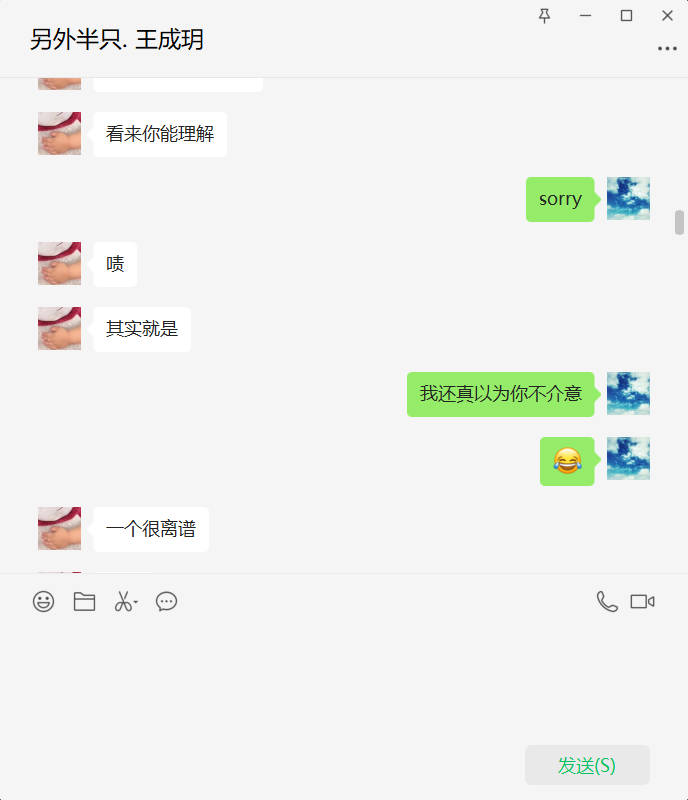 另外半只. 王成玥
看来你能理解
sorry
啧
其实就是
我还真以为你不介意
😂
一个很离谱
发送(S)